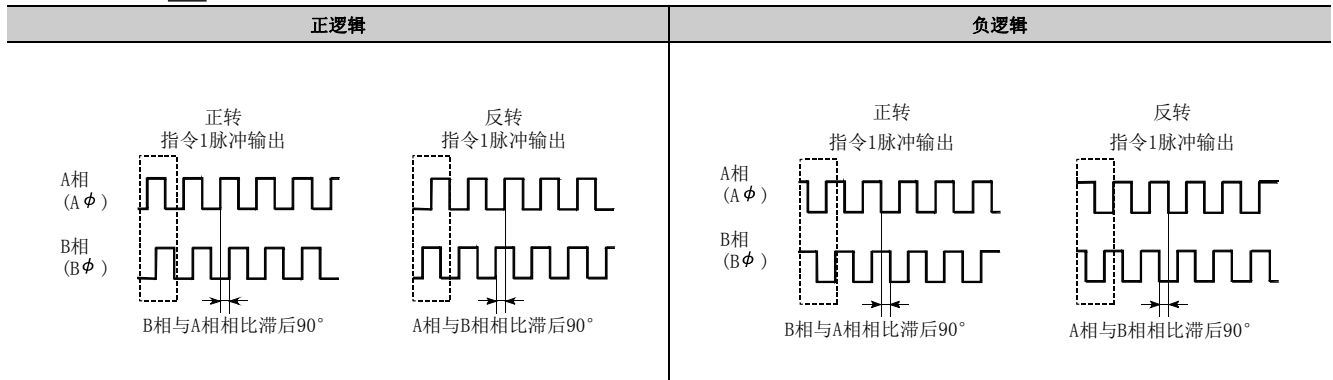 正逻辑
负逻辑
正转
指令1脉冲输出
反转
指令1脉冲输出
A相
(Aφ)
B相
(Bφ)
B相与A相相比滞后90°
A相与B相相比滞后90°
正转
指令1脉冲输出
反转
指令1脉冲输出
A相
(Aφ)
B相
(Bφ)
B相与A相相比滞后90°
A相与B相相比滞后90°